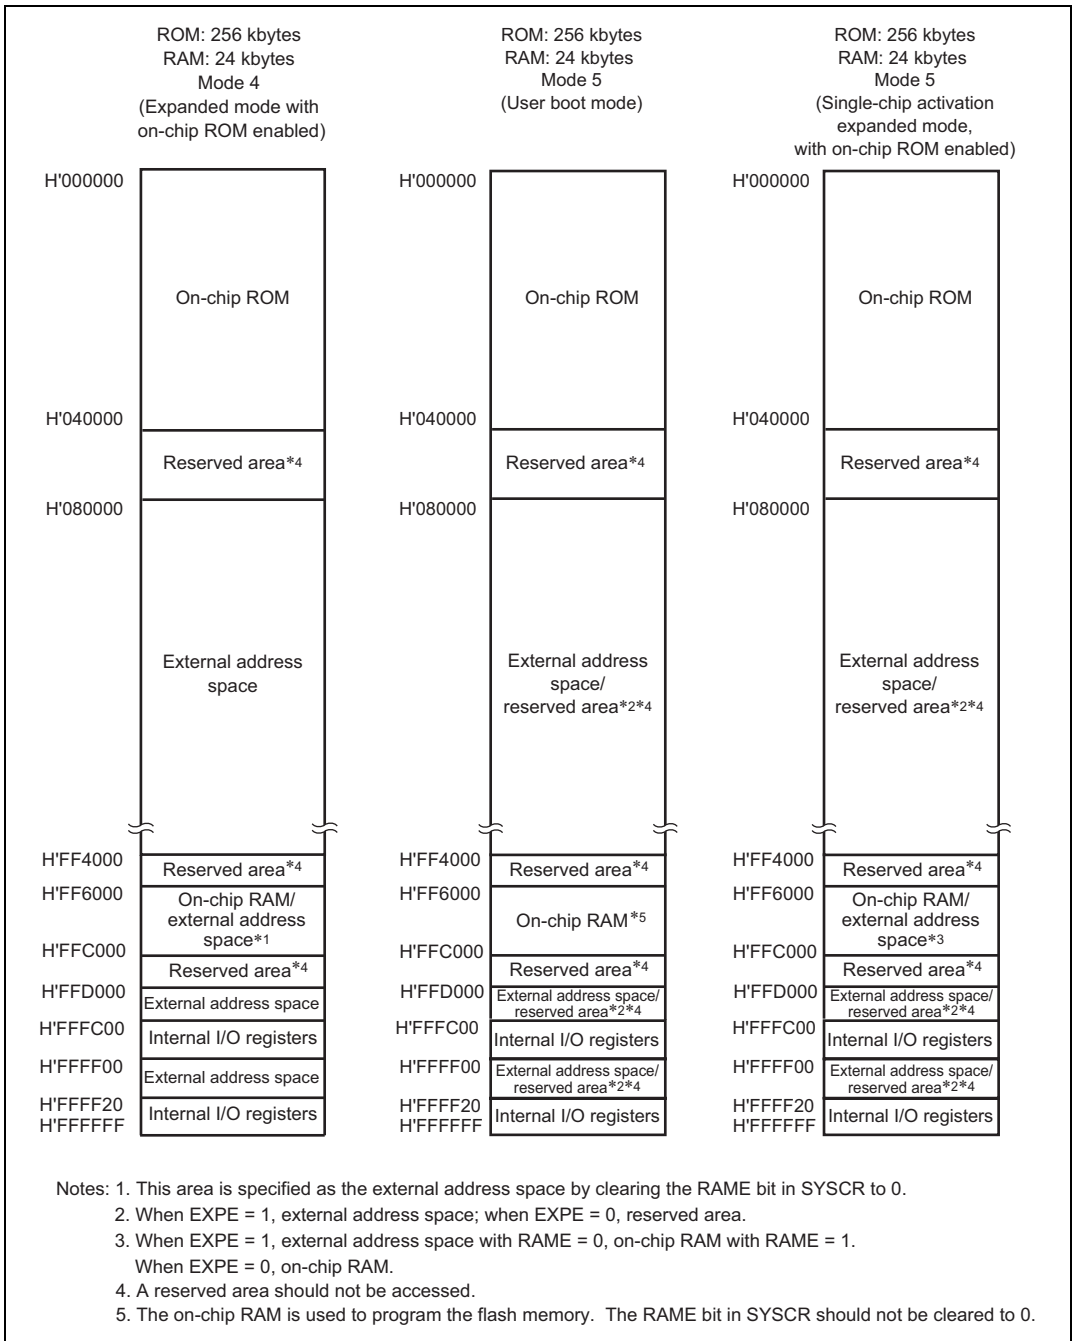 ROM: 256 kbytes
RAM: 24 kbytes
Mode 4
(Expanded mode with
on-chip ROM enabled)
H'000000
On-chip ROM
H'040000
Reserved area*4
H'080000
External address
space
H'FF4000
Reserved area*4
H'FF6000
On-chip RAM/
external address
space*1
H'FFC000
Reserved area*4
H'FFD000
External address space
H'FFFC00
Internal I/O registers
H'FFFF00
External address space
H'FFFF20
Internal I/O registers
H'FFFFFF
ROM: 256 kbytes
RAM: 24 kbytes
Mode 5
(User boot mode)
H'000000
On-chip ROM
H'040000
Reserved area*4
H'080000
External address
space/
reserved area*2*4
H'FF4000
Reserved area*4
H'FF6000
On-chip RAM*5
H'FFC000
Reserved area*4
H'FFD000
External address space/
reserved area*2*4
H'FFFC00
Internal I/O registers
H'FFFF00
External address space/
reserved area*2*4
H'FFFF20
Internal I/O registers
H'FFFFFF
ROM: 256 kbytes
RAM: 24 kbytes
Mode 5
(Single-chip activation
expanded mode,
with on-chip ROM enabled)
H'000000
On-chip ROM
H'040000
Reserved area*4
H'080000
External address
space/
reserved area*2*4
H'FF4000
Reserved area*4
H'FF6000
On-chip RAM/
external address
space*3
H'FFC000
Reserved area*4
H'FFD000
External address space/
reserved area*2*4
H'FFFC00
Internal I/O registers
H'FFFF00
External address space/
reserved area*2*4
H'FFFF20
Internal I/O registers
H'FFFFFF
Notes: 1. This area is specified as the external address space by clearing the RAME bit in SYSCR to 0.
2. When EXPE = 1, external address space; when EXPE = 0, reserved area.
3. When EXPE = 1, external address space with RAME = 0, on-chip RAM with RAME = 1.
When EXPE = 0, on-chip RAM.
4. A reserved area should not be accessed.
5. The on-chip RAM is used to program the flash memory. The RAME bit in SYSCR should not be cleared to 0.